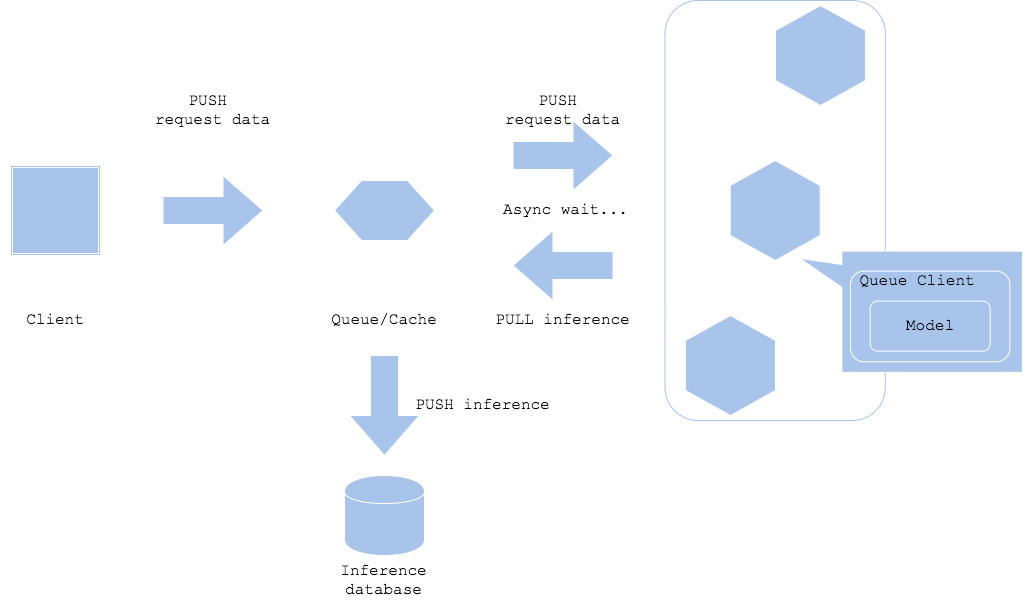 PUSH
request data
PUSH
request data
Async wait...
Queue Client
Model
Client
Queue/Cache
PULL inference
PUSH inference
Inference
database